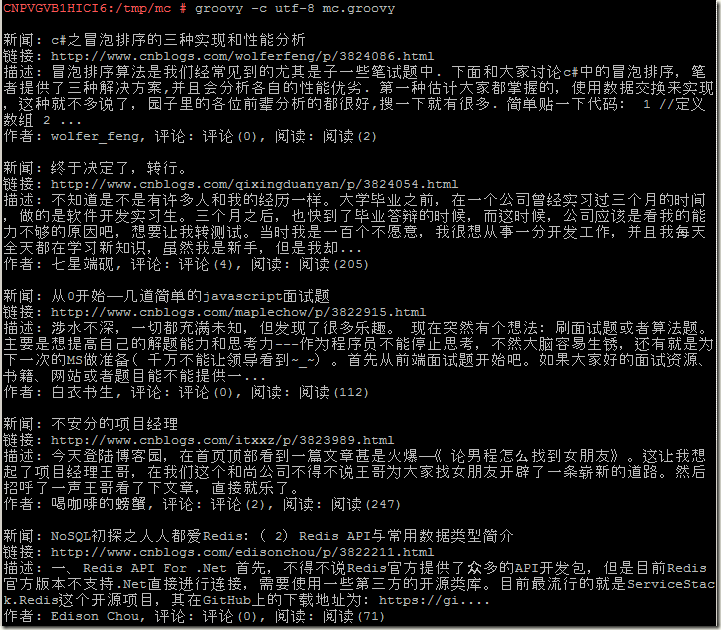 CNPVGVB1HICI6:/tmp/mc # groovy -c utf-8 mc.groovy
新闻: c#之冒泡排序的三种实现和性能分析
链接: http://www.cnblogs.com/wolferfeng/p/3824086.html
描述: 冒泡排序算法是我们经常见到的尤其是子一些笔试题中. 下面和大家讨论c#中的冒泡排序, 笔
者提供了三种解决方案,并且会分析各自的性能优劣. 第一种估计大家都掌握的, 使用数据交换来实现
, 这种就不多说了, 园子里的各位前辈分析的都很好,搜一下就有很多. 简单贴一下代码: 1 //定义
数组 2 ...
作者: wolfer_feng, 评论: 评论(0), 阅读: 阅读(2)
新闻: 终于决定了，转行。
链接: http://www.cnblogs.com/qixingduanyan/p/3824054.html
描述: 不知道是不是有许多人和我的经历一样。大学毕业之前，在一个公司曾经实习过三个月的时间
，做的是软件开发实习生。三个月之后，也快到了毕业答辩的时候，而这时候，公司应该是看我的能
力不够的原因吧，想要让我转测试。当时我是一百个不愿意，我很想从事一分开发工作，并且我每天
全天都在学习新知识，虽然我是新手，但是我却...
作者: 七星端砚, 评论: 评论(4), 阅读: 阅读(205)
新闻: 从0开始——几道简单的javascript面试题
链接: http://www.cnblogs.com/maplechow/p/3822915.html
描述: 涉水不深，一切都充满未知，但发现了很多乐趣。 现在突然有个想法: 刷面试题或者算法题。
主要是想提高自己的解题能力和思考力---作为程序员不能停止思考，不然大脑容易生锈，还有就是为
下一次的MS做准备( 千万不能让领导看到~_~) 。首先从前端面试题开始吧。如果大家好的面试资源、
书籍、网站或者题目能不能提供一...
作者: 白衣书生, 评论: 评论(0), 阅读: 阅读(112)
新闻: 不安分的项目经理
链接: http://www.cnblogs.com/itxxz/p/3823989.html
描述: 今天登陆博客园，在首页顶部看到一篇文章甚是火爆——《 论男程怎么找到女朋友》。这让我想
起了项目经理王哥，在我们这个和尚公司不得不说王哥为大家找女朋友开辟了一条崭新的道路。然后
招呼了一声王哥看了下文章，直接就乐了。
作者: 喝咖啡的螃蟹, 评论: 评论(2), 阅读: 阅读(247)
新闻: NoSQL初探之人人都爱Redis: ( 2) Redis API与常用数据类型简介
链接: http://www.cnblogs.com/edisonchou/p/3822211.html
描述: 一、Redis API For .Net 首先，不得不说Redis官方提供了众多的API开发包，但是目前Redis
官方版本不支持.Net直接进行连接，需要使用一些第三方的开源类库。目前最流行的就是ServiceStac
k.Redis这个开源项目，其在GitHub上的下载地址为: https://gi....
作者: Edison Chou, 评论: 评论(0), 阅读: 阅读(71)